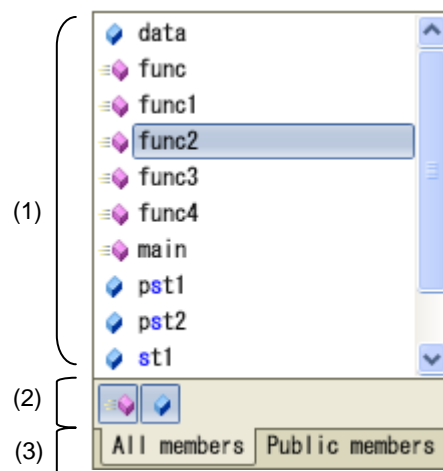 data
func
func1
func2
func3
func4
(1)
main
pst1
pst2
st1
(2)
(3)
All members Public members